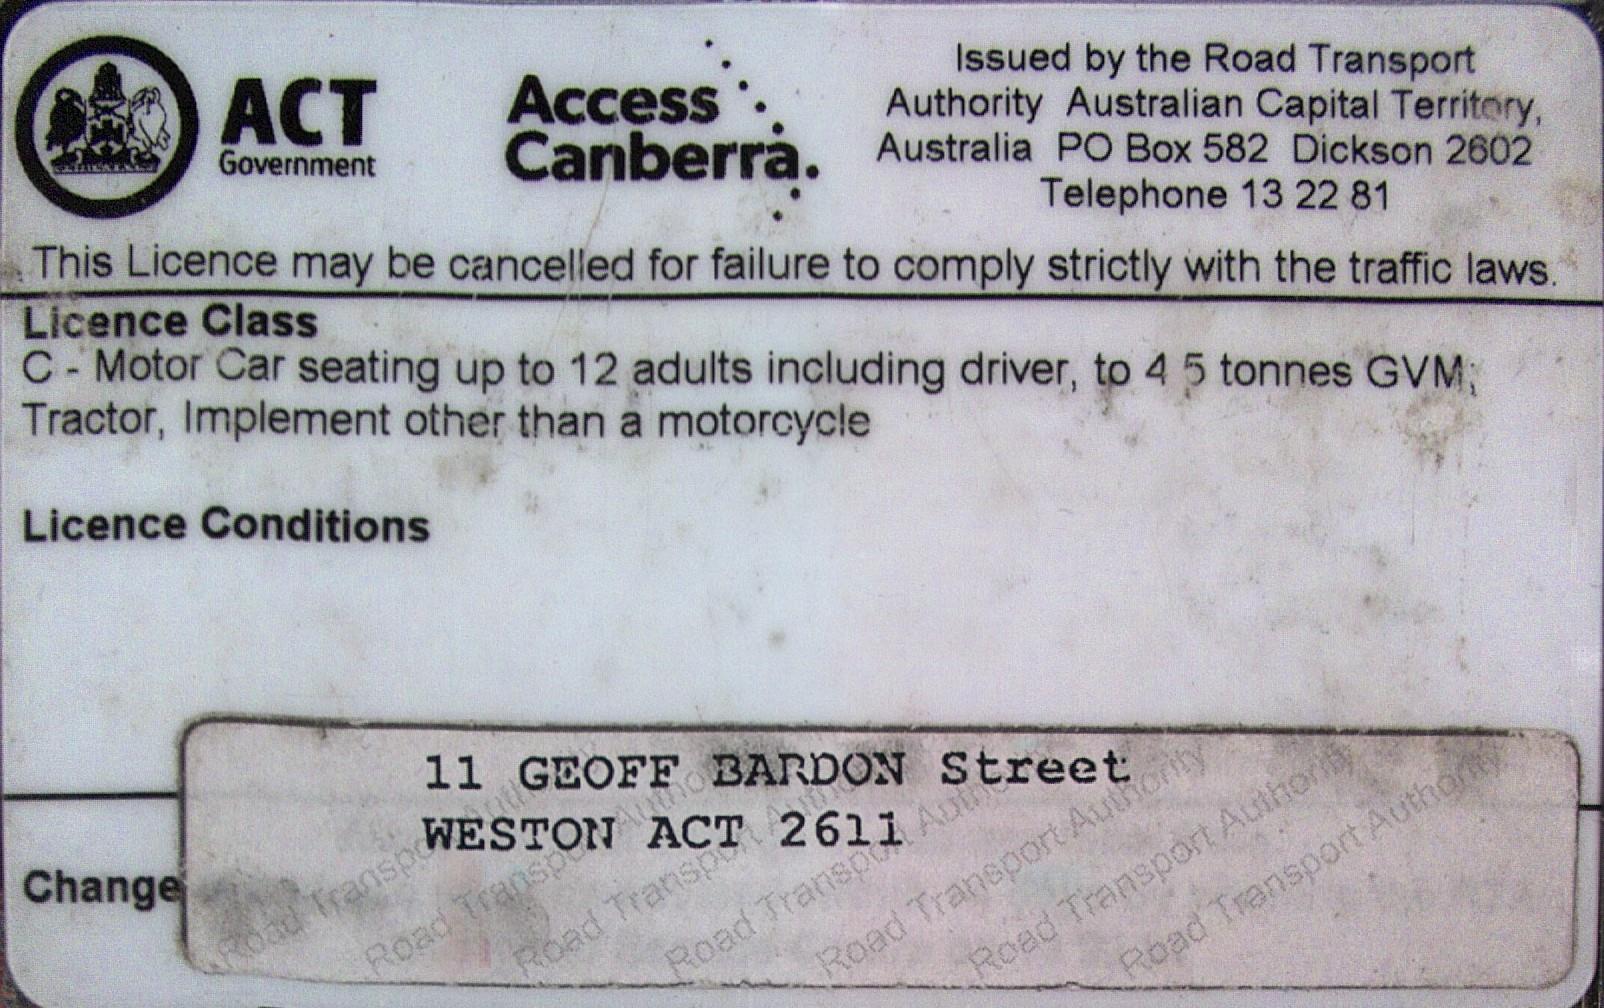 ACT
Government
Access
Canberra.
Issued by the Road Transport
Authority Australian Capital Territory,
Australia PO Box 582 Dickson 2602
Telephone 13 22 81
This Licence may be cancelled for failure to comply strictly with the traffic laws.
Licence Class
C - Motor Car seating up to 12 adults including driver, to 4 5 tonnes GVM;
Tractor, Implement other than a motorcycle
Licence Conditions
11 GEOFF BARDON Street
WESTON ACT 2611
Change
Road Transport Authority Road Transport Authority Road Transport Authority Road Transport Authority Road Transport Authority Road Transport Authority Road Transport Authority